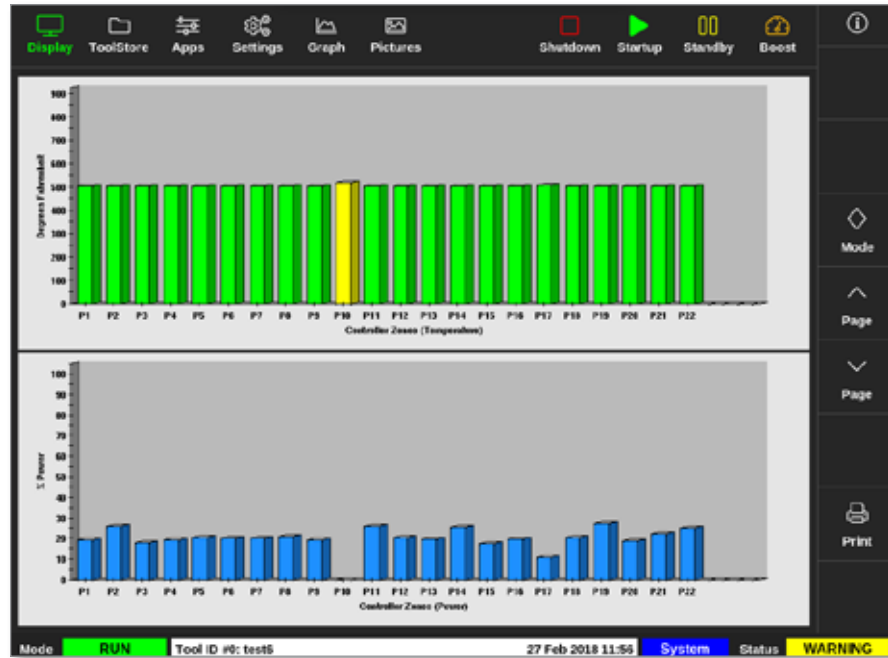 Display ToolStore Apps Settings Graph Pictures Shutdown Startup Standby Boost
900
800
700
600
500
400
300
200
100
0
Degrees Fahrenheit
P1 P2 P3 P4 P5 P6 P7 P8 P9 P10 P11 P12 P13 P14 P15 P16 P17 P18 P19 P20 P21 P22
Controller Zones (Temperature)
Mode
Page
Page
100
90
80
70
60
50
40
30
20
10
0
% Power
P1 P2 P3 P4 P5 P6 P7 P8 P9 P10 P11 P12 P13 P14 P15 P16 P17 P18 P19 P20 P21 P22
Controller Zones (Power)
Print
Mode RUN Tool ID #0: test6 27 Feb 2018 11:56 System Status WARNING